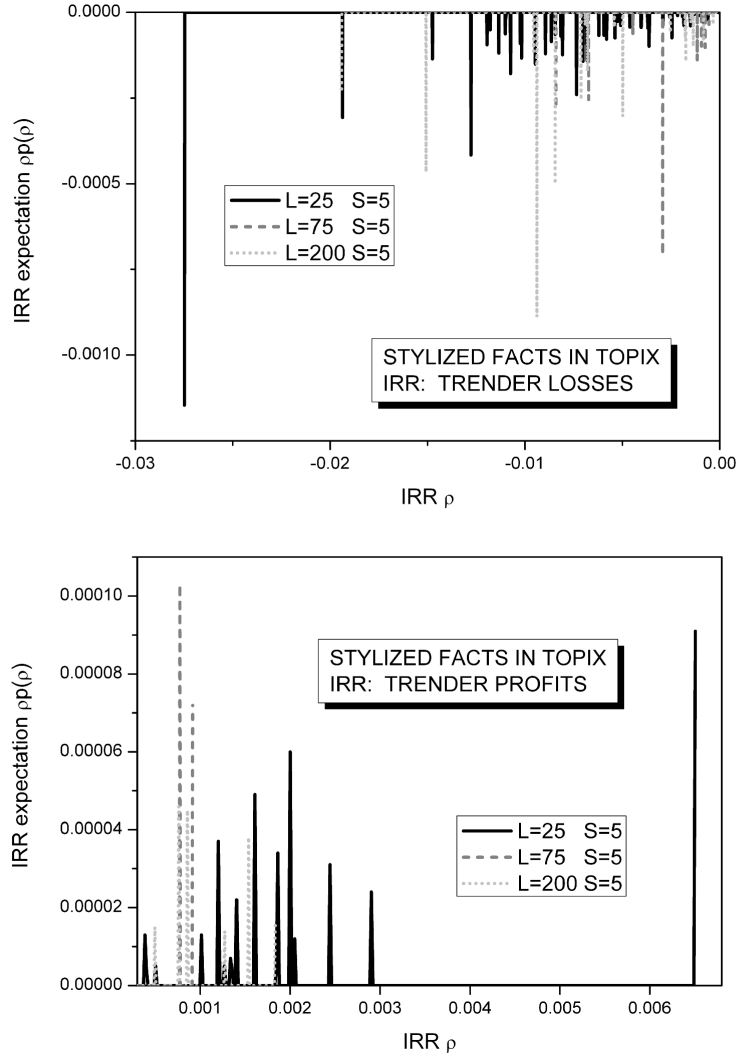 0.0000
-0.0005
-0.0010
IRR expectation ρp(ρ)
L=25 S=5
L=75 S=5
L=200 S=5
STYLIZED FACTS IN TOPIX
IRR: TRENDER LOSSES
-0.03 -0.02 -0.01 0.00
IRR ρ
0.00010
0.00008
0.00006
0.00004
0.00002
0.00000
IRR expectation ρp(ρ)
STYLIZED FACTS IN TOPIX
IRR: TRENDER PROFITS
L=25 S=5
L=75 S=5
L=200 S=5
0.001 0.002 0.003 0.004 0.005 0.006
IRR ρ